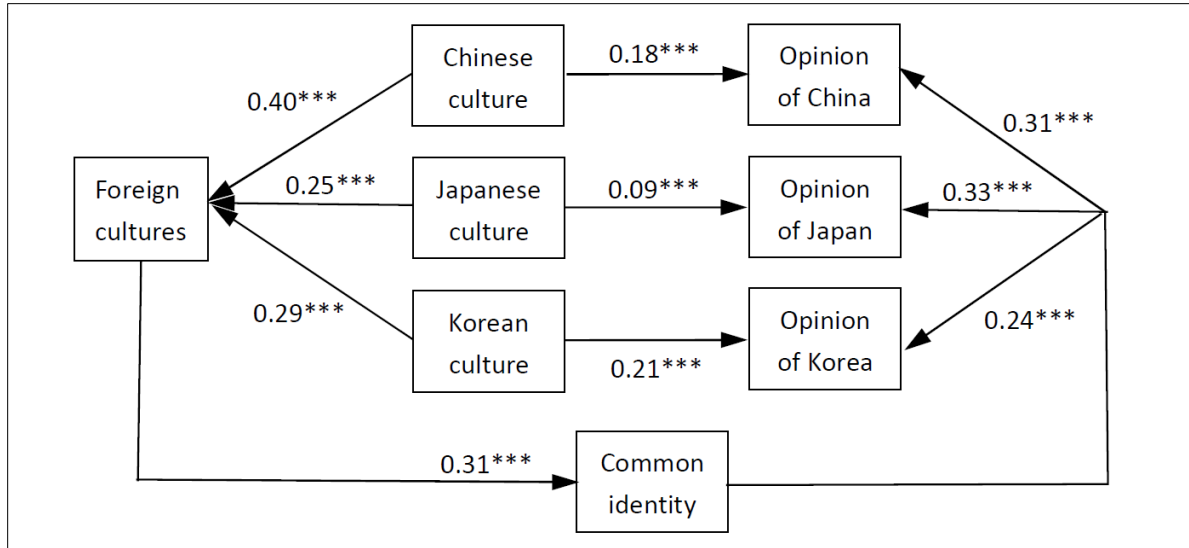 Chinese
culture
0.18***
Opinion
of China
0.40***
0.31***
Foreign
cultures
0.25***
Japanese
culture
0.09***
Opinion
of Japan
0.33***
0.29***
Korean
culture
0.21***
Opinion
of Korea
0.24***
0.31***
Common
identity